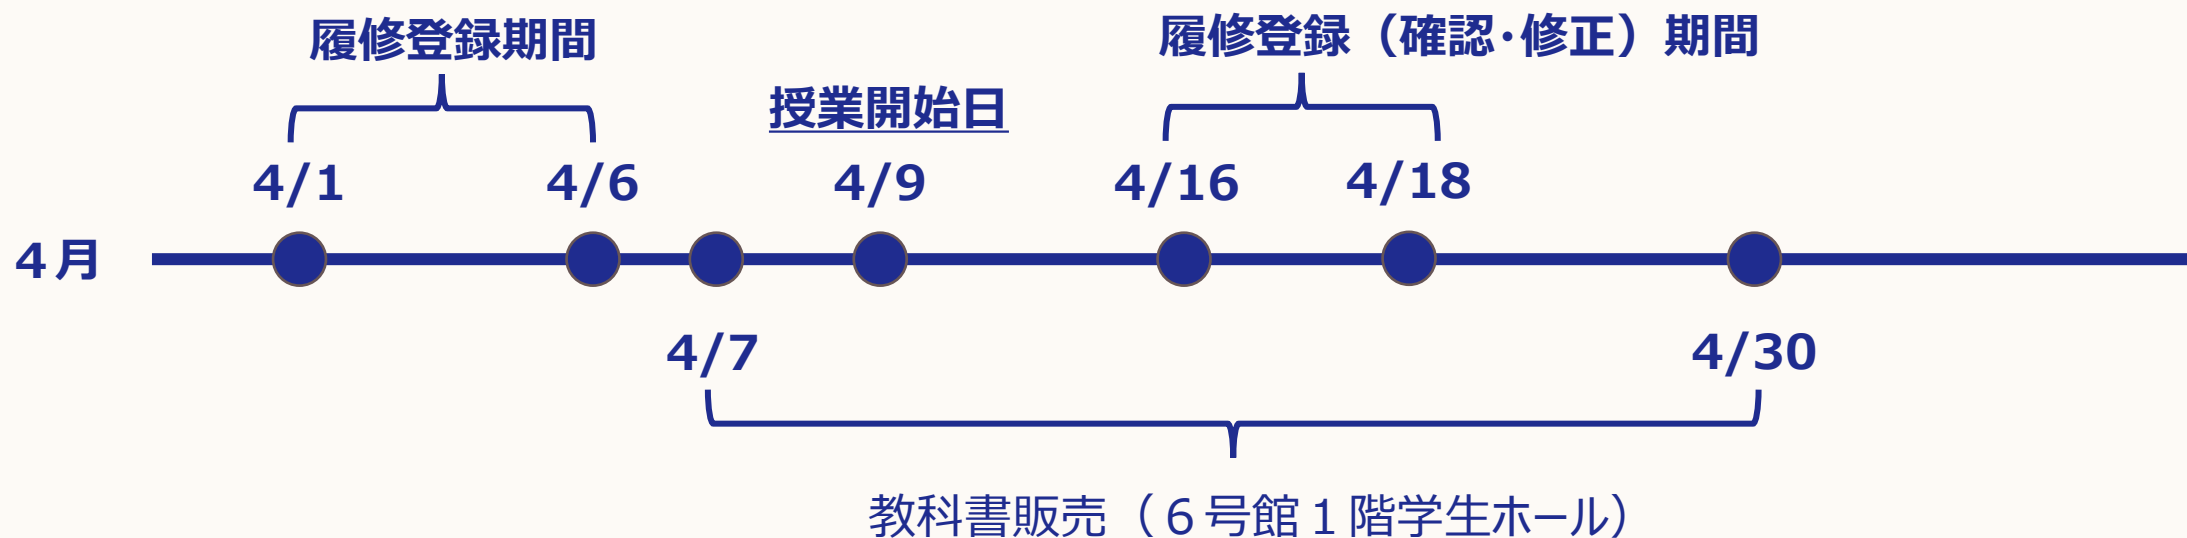 履修登録期間
履修登録（確認･修正）期間
授業開始日
4/1
4/6
4/9
4/16
4/18
４月
4/7
4/30
教科書販売（６号館１階学生ホール）